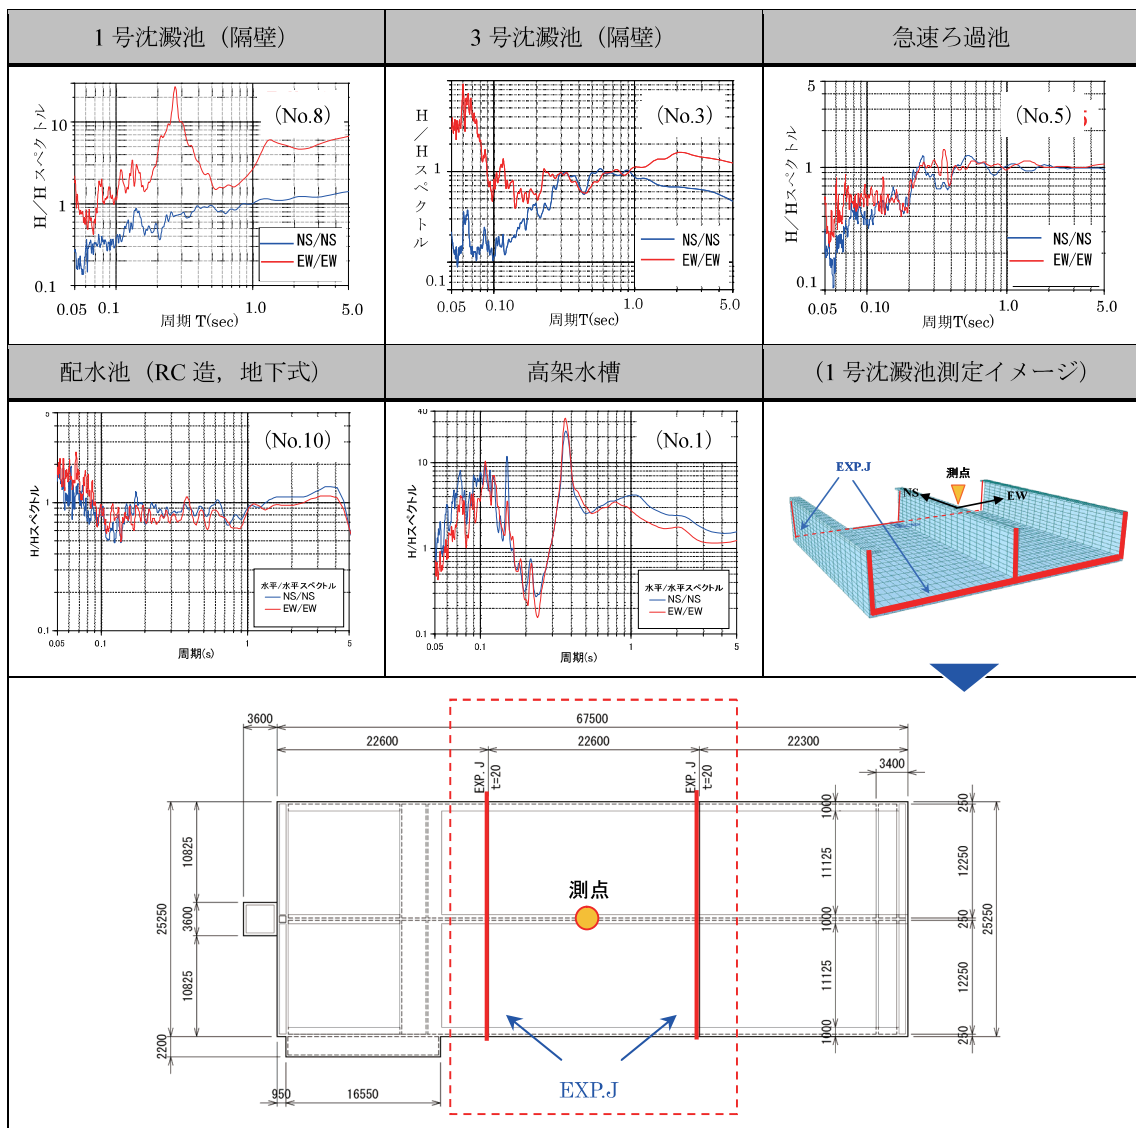 1 号沈澱池（隔壁）
3 号沈澱池（隔壁）
急速ろ過池
H/Hスペクトル
10
1
0.1
(No.8)
NS/NS
EW/EW
0.05
0.1
1.0
5.0
周期 T(sec)
H/Hスペクトル
1
0.1
(No.3)
NS/NS
EW/EW
0.05
0.10
1.0
5.0
周期T(sec)
H/Hスペクトル
5
1
0.1
(No.5)
NS/NS
EW/EW
0.05
0.10
1.0
5.0
周期T(sec)
配水池（RC 造，地下式）
高架水槽
（1 号沈澱池測定イメージ）
H/Hスペクトル
5
1
0.1
(No.10)
水平/水平スペクトル
NS/NS
EW/EW
0.05
0.1
1
5
周期(s)
H/Hスペクトル
40
10
1
0.1
(No.1)
水平/水平スペクトル
NS/NS
EW/EW
0.05
0.1
1
5
周期(s)
EXP.J
測点
NS
EW
3600
67500
22600
22600
22300
3400
EXP.J
t=20
EXP.J
t=20
25250
10825
3600
10825
2200
測点
1000
11125
1000
11125
1000
250
12250
250
12250
250
25250
950
16550
EXP.J